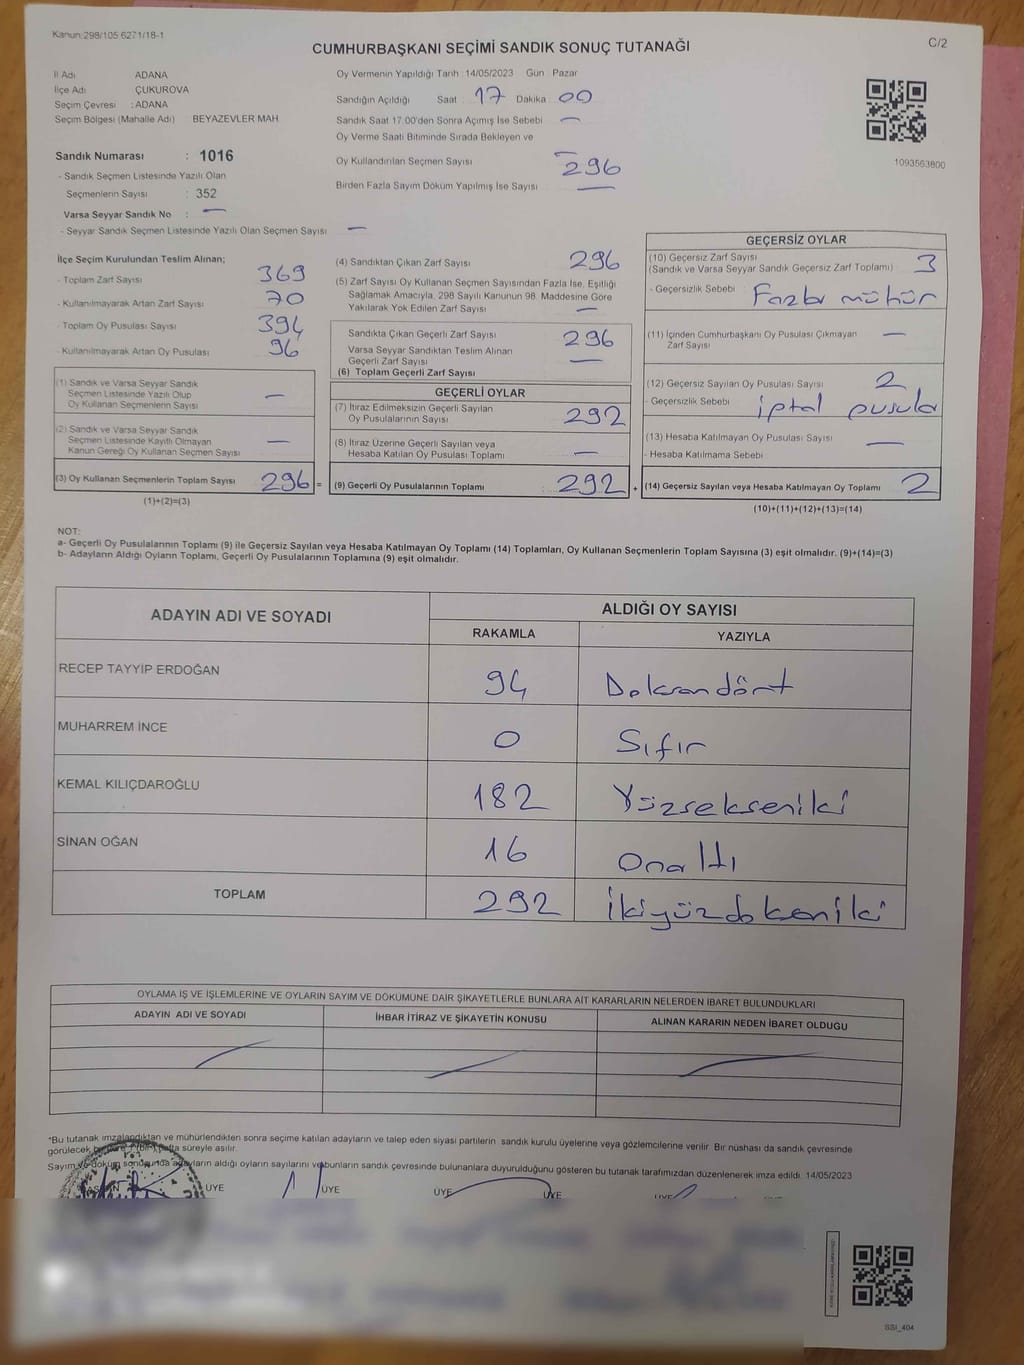 Kanun:298/105 6271/18-1
CUMHURBAŞKANI SEÇİMİ SANDIK SONUÇ TUTANAĞI
C/2
İl Adı ADANA
İlçe Adı ÇUKUROVA
Seçim Çevresi : ADANA
Seçim Bölgesi (Mahalle Adı) BEYAZEVLER MAH.
Sandık Numarası : 1016
- Sandık Seçmen Listesinde Yazılı Olan
Seçmenlerin Sayısı : 352
Varsa Seyyar Sandık No : —
- Seyyar Sandık Seçmen Listesinde Yazılı Olan Seçmen Sayısı —
Oy Vermenin Yapıldığı Tarih :14/05/2023 Gün Pazar
Sandığın Açıldığı Saat : 17 Dakika 00
Sandık Saat 17:00'den Sonra Açımış İse Sebebi —
Oy Verme Saati Bitiminde Sırada Bekleyen ve —
Oy Kullandırılan Seçmen Sayısı 296
Birden Fazla Sayım Döküm Yapılmış İse Sayısı —
1093563800
İlçe Seçim Kurulundan Teslim Alınan;
- Toplam Zarf Sayısı 369
- Kullanılmayarak Artan Zarf Sayısı 70
- Toplam Oy Pusulası Sayısı 394
- Kullanılmayarak Artan Oy Pusulası 96
(1) Sandık ve Varsa Seyyar Sandık
Seçmen Listesinde Yazılı Olup
Oy Kullanan Seçmenlerin Sayısı —
(2) Sandık ve Varsa Seyyar Sandık
Seçmen Listesinde Kayıtlı Olmayan
Kanun Gereği Oy Kullanan Seçmen Sayısı —
(3) Oy Kullanan Seçmenlerin Toplam Sayısı 296 =
(1)+(2)=(3)
(4) Sandıktan Çıkan Zarf Sayısı 296
(5) Zarf Sayısı Oy Kullanan Seçmen Sayısından Fazla İse, Eşitliği
Sağlamak Amacıyla, 298 Sayılı Kanunun 98. Maddesine Göre
Yakılarak Yok Edilen Zarf Sayısı —
Sandıkta Çıkan Geçerli Zarf Sayısı 296
Varsa Seyyar Sandıktan Teslim Alınan
Geçerli Zarf Sayısı —
(6) Toplam Geçerli Zarf Sayısı
GEÇERLİ OYLAR
(7) İtiraz Edilmeksizin Geçerli Sayılan
Oy Pusulalarının Sayısı 292
(8) İtiraz Üzerine Geçerli Sayılan veya
Hesaba Katılan Oy Pusulası Toplamı —
(9) Geçerli Oy Pusulalarının Toplamı 292 +
GEÇERSİZ OYLAR
(10) Geçersiz Zarf Sayısı 3
(Sandık ve Varsa Seyyar Sandık Geçersiz Zarf Toplamı)
- Geçersizlik Sebebi Fazla mühür
(11) İçinden Cumhurbaşkanı Oy Pusulası Çıkmayan —
Zarf Sayısı
(12) Geçersiz Sayılan Oy Pusulası Sayısı 2
- Geçersizlik Sebebi iptal pusula
(13) Hesaba Katılmayan Oy Pusulası Sayısı —
- Hesaba Katılmama Sebebi
(14) Geçersiz Sayılan veya Hesaba Katılmayan Oy Toplamı 2
(10)+(11)+(12)+(13)=(14)
NOT:
a- Geçerli Oy Pusulalarının Toplamı (9) ile Geçersiz Sayılan veya Hesaba Katılmayan Oy Toplamı (14) Toplamları, Oy Kullanan Seçmenlerin Toplam Sayısına (3) eşit olmalıdır. (9)+(14)=(3)
b- Adayların Aldığı Oyların Toplamı, Geçerli Oy Pusulalarının Toplamına (9) eşit olmalıdır.
ADAYIN ADI VE SOYADI ALDIĞI OY SAYISI
RAKAMLA YAZIYLA
RECEP TAYYİP ERDOĞAN 94 Doksandört
MUHARREM İNCE 0 Sıfır
KEMAL KILIÇDAROĞLU 182 Yüzsekseniki
SİNAN OĞAN 16 Onaltı
TOPLAM 292 ikiyüzdokseniki
OYLAMA İŞ VE İŞLEMLERİNE VE OYLARIN SAYIM VE DÖKÜMÜNE DAİR ŞİKAYETLERLE BUNLARA AİT KARARLARIN NELERDEN İBARET BULUNDUKLARI
ADAYIN ADI VE SOYADI İHBAR İTİRAZ VE ŞİKAYETİN KONUSU ALINAN KARARIN NEDEN İBARET OLDUĞU
*Bu tutanak imzalandıktan ve mühürlendikten sonra seçime katılan adayların ve talep eden siyasi partilerin sandık kurulu üyelerine veya gözlemcilerine verilir. Bir nüshası da sandık çevresinde
görülecek süreyle asılır.
Sayım ve döküm sonucunda adayların aldığı oyların sayılarını ve bunların sandık çevresinde bulunanlara duyurulduğunu gösteren bu tutanak tarafımızdan düzenlenerek imza edildi. 14/05/2023
ÜYE ÜYE ÜYE ÜYE
SSI_404